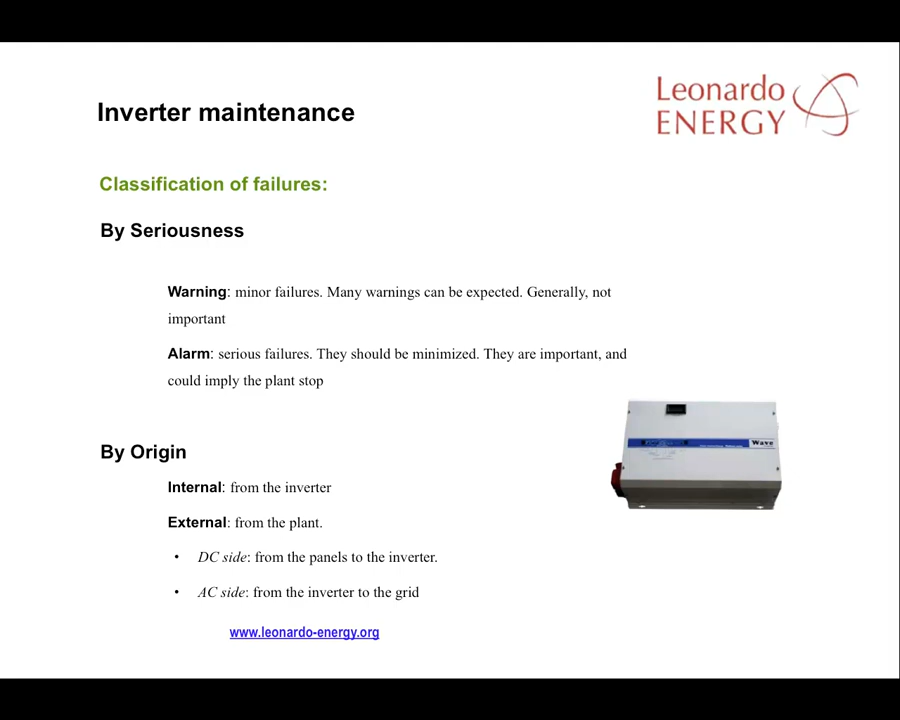 Leonardo
ENERGY
Inverter maintenance
Classification of failures:
By Seriousness
Warning: minor failures. Many warnings can be expected. Generally, not
important
Alarm: serious failures. They should be minimized. They are important, and
could imply the plant stop
Wave
By Origin
Internal: from the inverter
External: from the plant.
• DC side: from the panels to the inverter.
• AC side: from the inverter to the grid
www.leonardo-energy.org